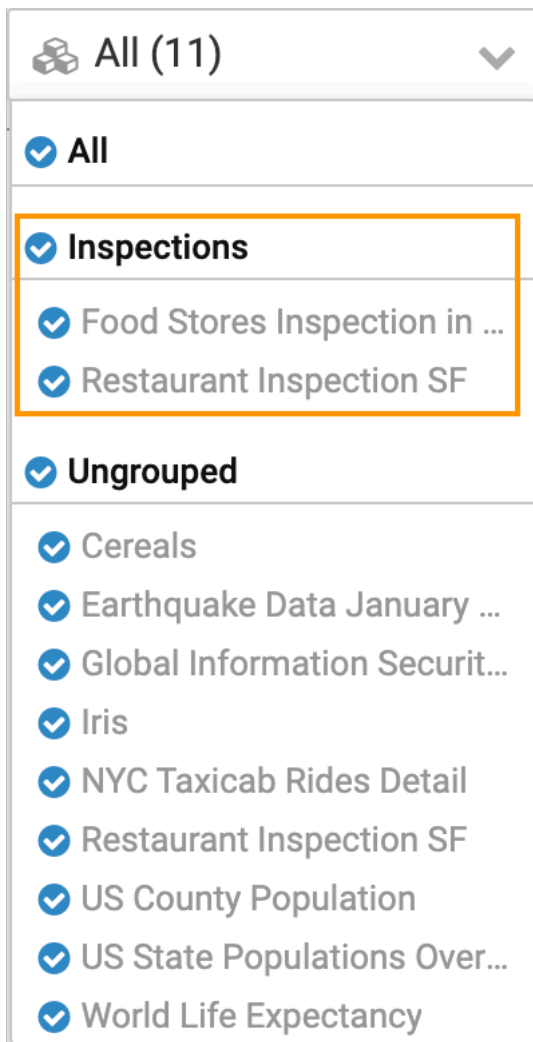 All (11)
All
Inspections
Food Stores Inspection in ...
Restaurant Inspection SF
Ungrouped
Cereals
Earthquake Data January ...
Global Information Securit...
Iris
NYC Taxicab Rides Detail
Restaurant Inspection SF
US County Population
US State Populations Over...
World Life Expectancy